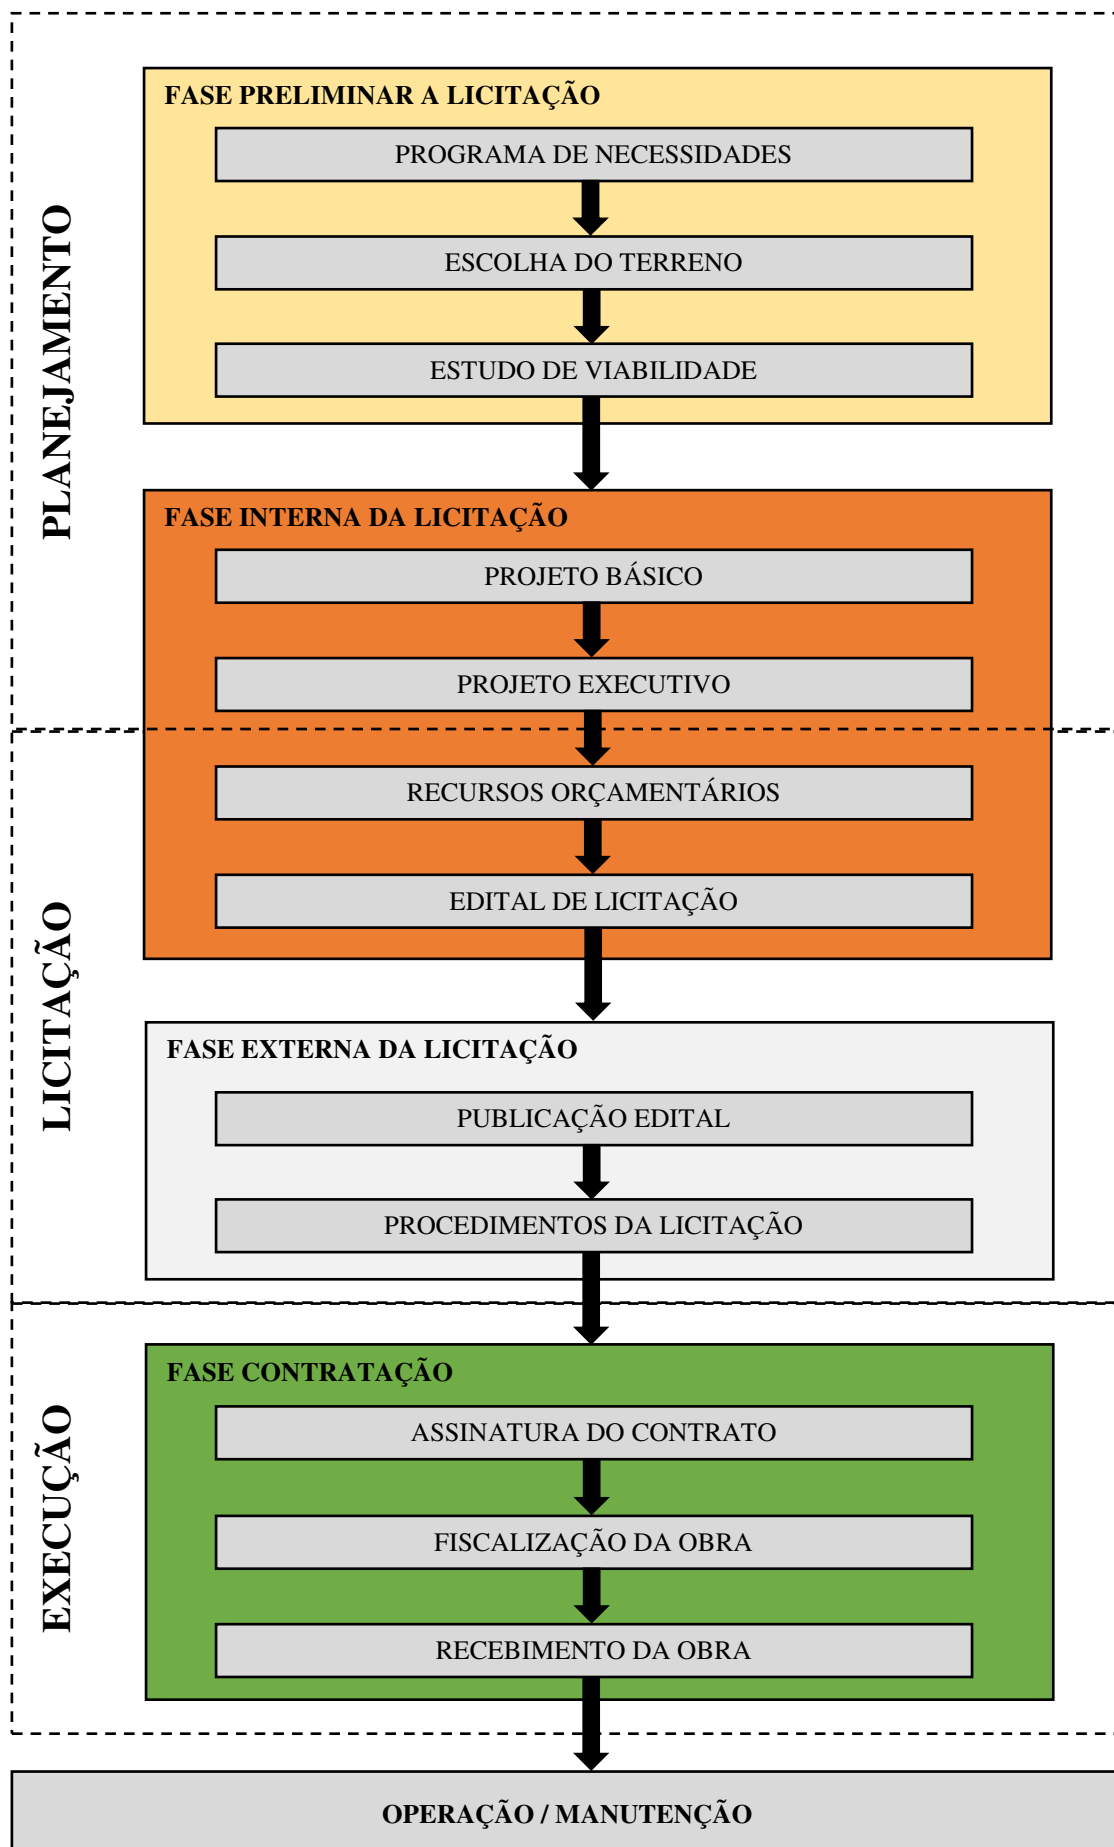 PLANEJAMENTO
FASE PRELIMINAR A LICITAÇÃO
PROGRAMA DE NECESSIDADES
ESCOLHA DO TERRENO
ESTUDO DE VIABILIDADE
FASE INTERNA DA LICITAÇÃO
PROJETO BÁSICO
PROJETO EXECUTIVO
LICITAÇÃO
RECURSOS ORÇAMENTÁRIOS
EDITAL DE LICITAÇÃO
FASE EXTERNA DA LICITAÇÃO
PUBLICAÇÃO EDITAL
PROCEDIMENTOS DA LICITAÇÃO
EXECUÇÃO
FASE CONTRATAÇÃO
ASSINATURA DO CONTRATO
FISCALIZAÇÃO DA OBRA
RECEBIMENTO DA OBRA
OPERAÇÃO / MANUTENÇÃO